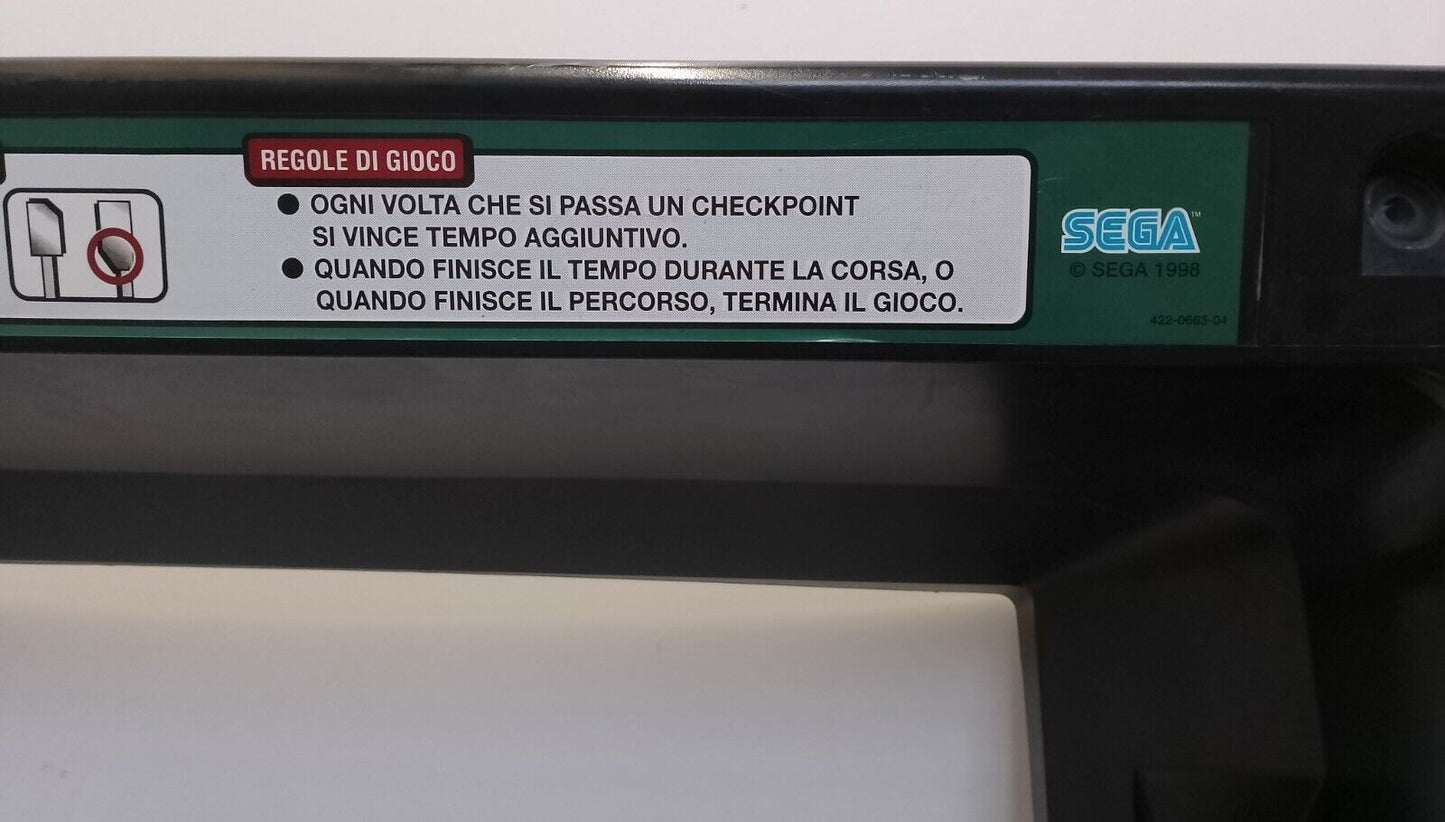 REGOLE DI GIOCO
● OGNI VOLTA CHE SI PASSA UN CHECKPOINT
SI VINCE TEMPO AGGIUNTIVO.
● QUANDO FINISCE IL TEMPO DURANTE LA CORSA, O
QUANDO FINISCE IL PERCORSO, TERMINA IL GIOCO.
SEGA™
© SEGA 1998
422-0663-04